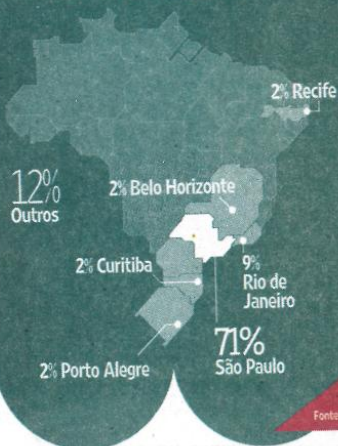 2% Recife
12%
Outros
2% Belo Horizonte
2% Curitiba
9%
Rio de
Janeiro
71%
São Paulo
2% Porto Alegre
Fonte